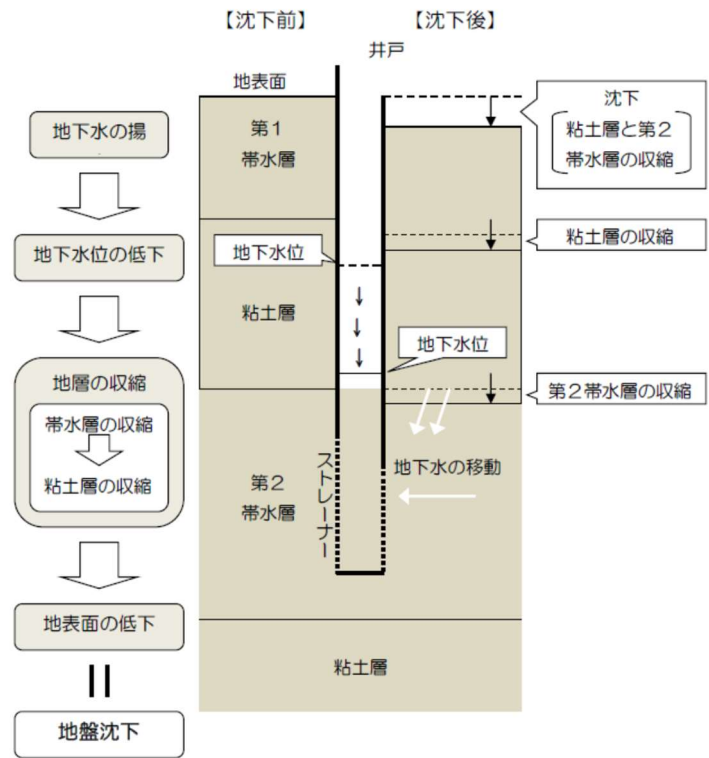 【沈下前】
【沈下後】
井戸
地表面
地下水の揚
地下水位の低下
地層の収縮
帯水層の収縮
粘土層の収縮
地表面の低下
地盤沈下
第1
帯水層
地下水位
粘土層
第2
帯水層
ストレーナー
粘土層
地下水位
地下水の移動
沈下
粘土層と第2
帯水層の収縮
粘土層の収縮
第2帯水層の収縮